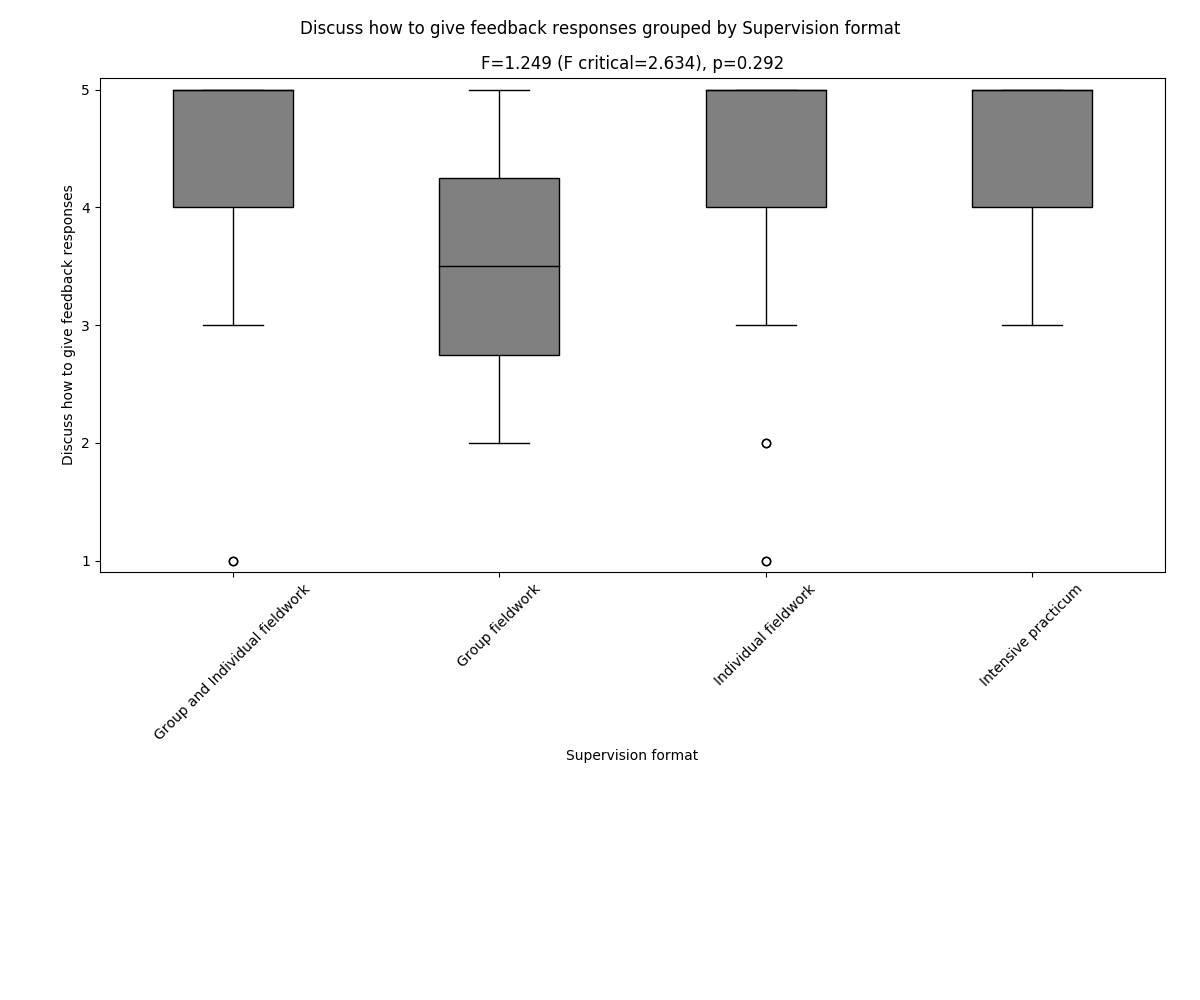 Discuss how to give feedback responses grouped by Supervision format
F=1.249 (F critical=2.634), p=0.292
Discuss how to give feedback responses
5
4
3
2
1
Group and Individual fieldwork
Group fieldwork
Individual fieldwork
Intensive practicum
Supervision format